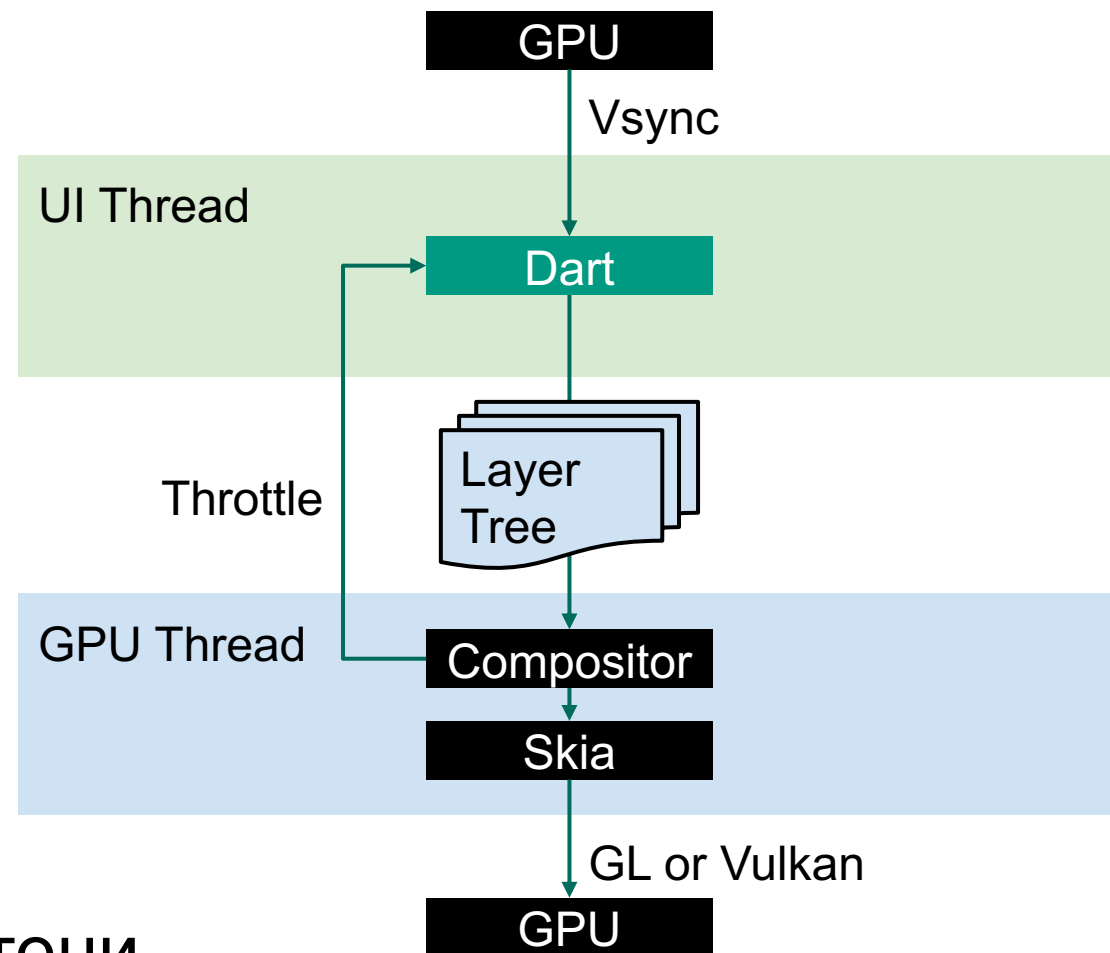 GPU
Vsync
UI Thread
Dart
Layer
Tree
Throttle
GPU Thread
Compositor
Skia
GL or Vulkan
GPU